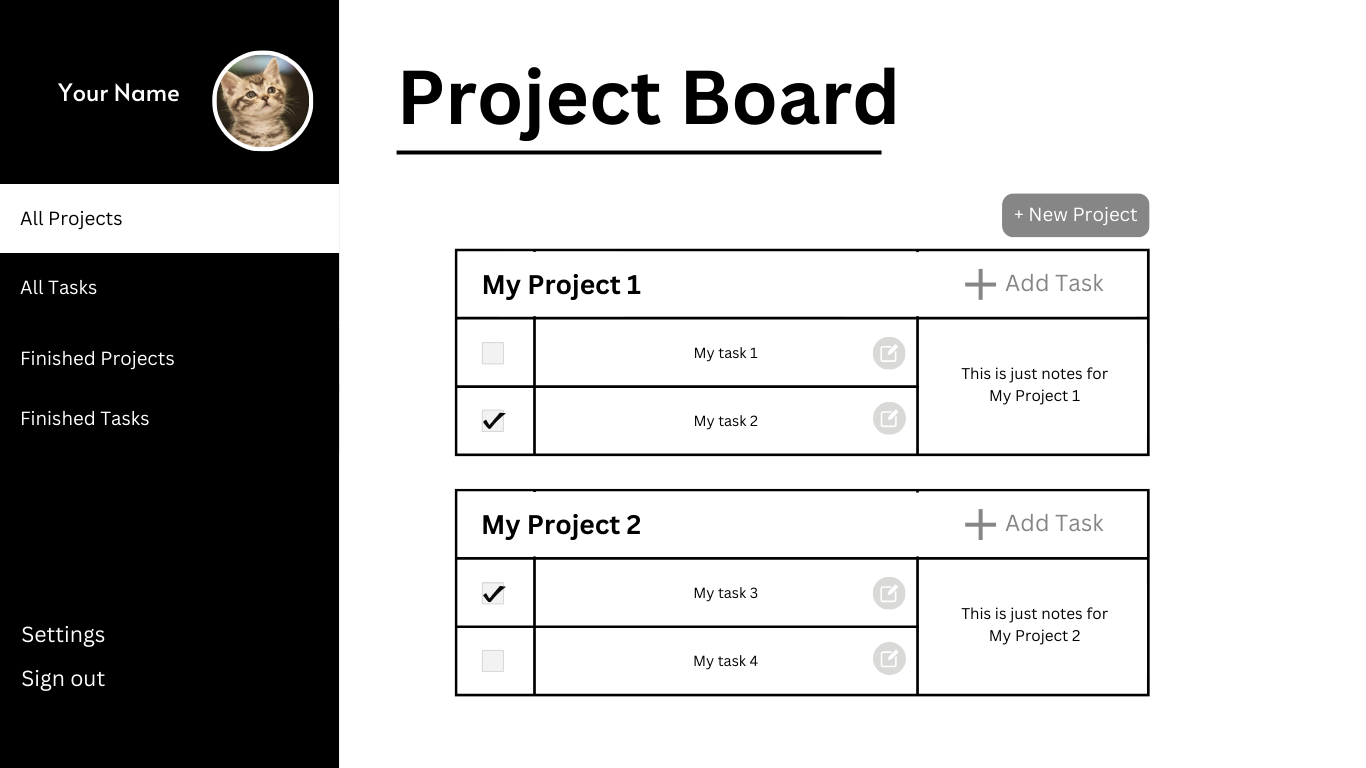 Your Name
All Projects
All Tasks
Finished Projects
Finished Tasks
Settings
Sign out
Project Board
+ New Project
My Project 1
Add Task
My task 1
My task 2
This is just notes for
My Project 1
My Project 2
Add Task
My task 3
My task 4
This is just notes for
My Project 2